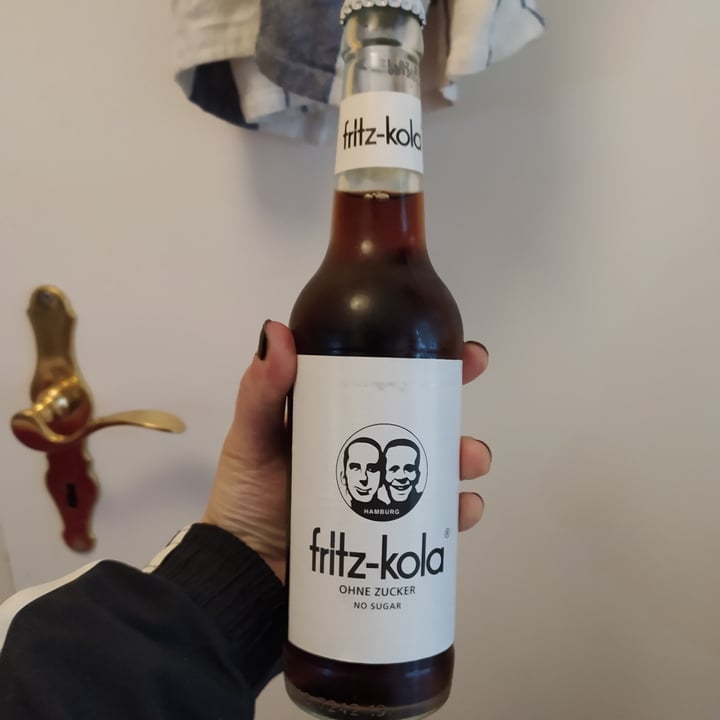 fritz-kola
HAMBURG
fritz-kola®
OHNE ZUCKER
NO SUGAR